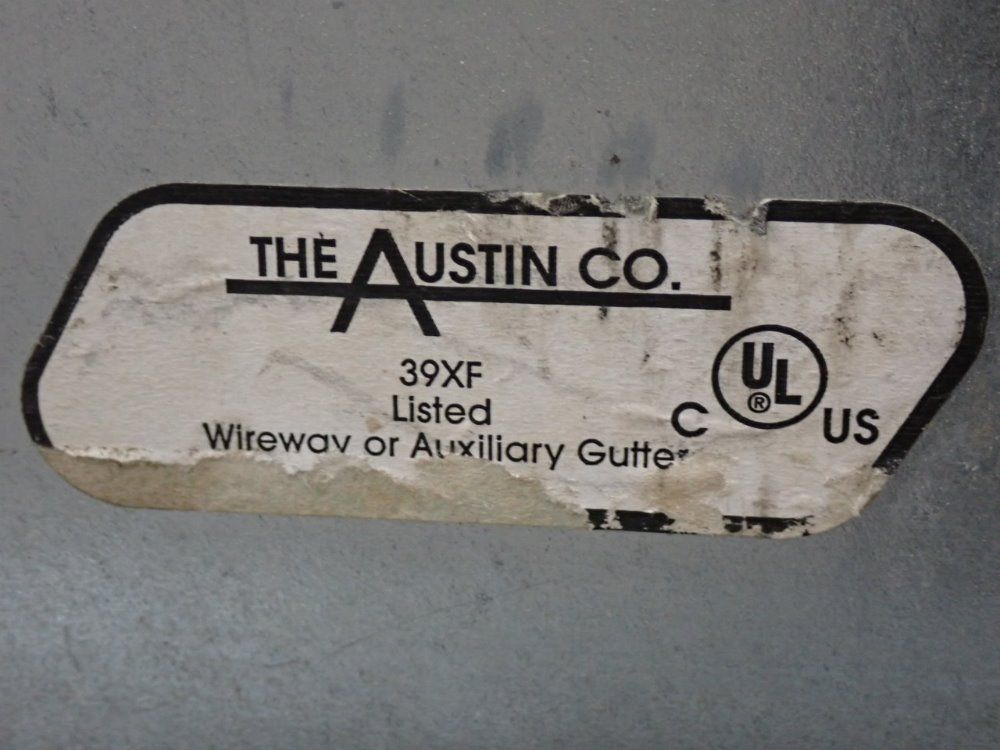 THE AUSTIN CO.
39XF
Listed
Wireway or Auxiliary Gutter
C UL ® US